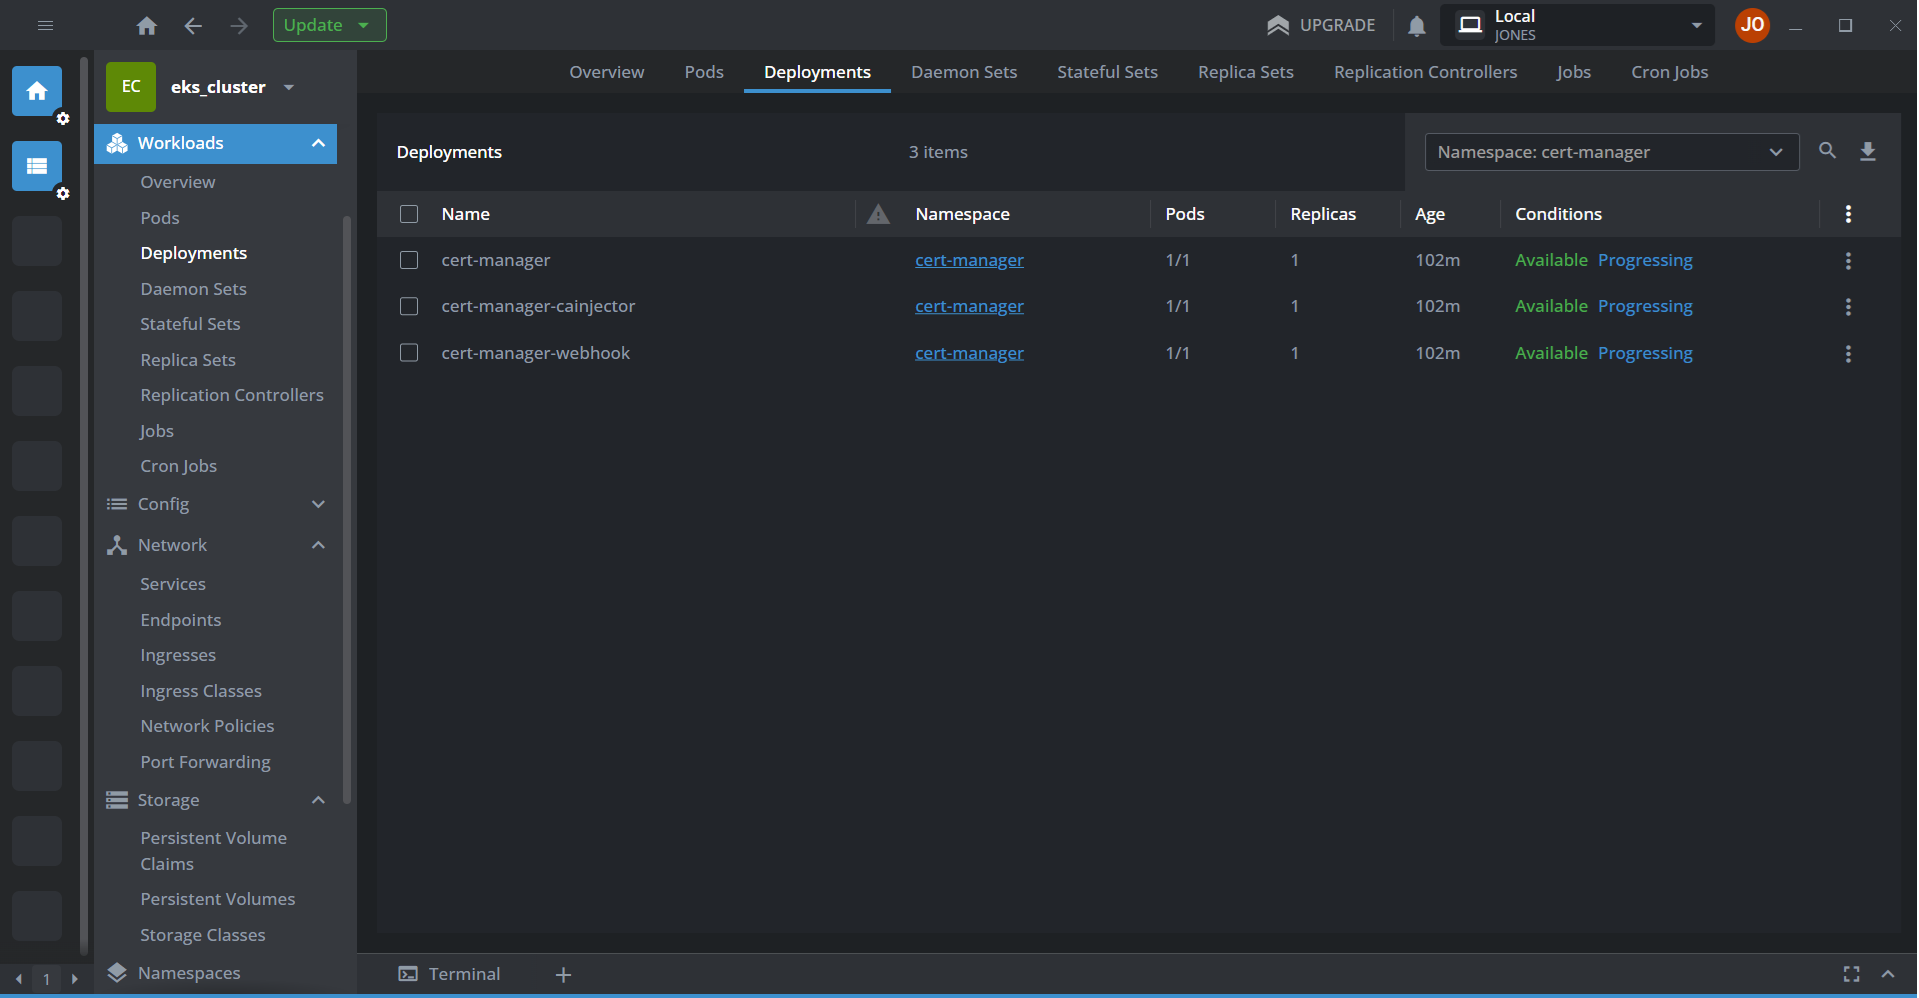 Update
UPGRADE
Local
JONES
JO
EC
eks_cluster
Workloads
Overview
Pods
Deployments
Daemon Sets
Stateful Sets
Replica Sets
Replication Controllers
Jobs
Cron Jobs
Config
Network
Services
Endpoints
Ingresses
Ingress Classes
Network Policies
Port Forwarding
Storage
Persistent Volume
Claims
Persistent Volumes
Storage Classes
Namespaces
1
Overview Pods Deployments Daemon Sets Stateful Sets Replica Sets Replication Controllers Jobs Cron Jobs
Deployments 3 items Namespace: cert-manager
Name Namespace Pods Replicas Age Conditions
cert-manager cert-manager 1/1 1 102m Available Progressing
cert-manager-cainjector cert-manager 1/1 1 102m Available Progressing
cert-manager-webhook cert-manager 1/1 1 102m Available Progressing
Terminal